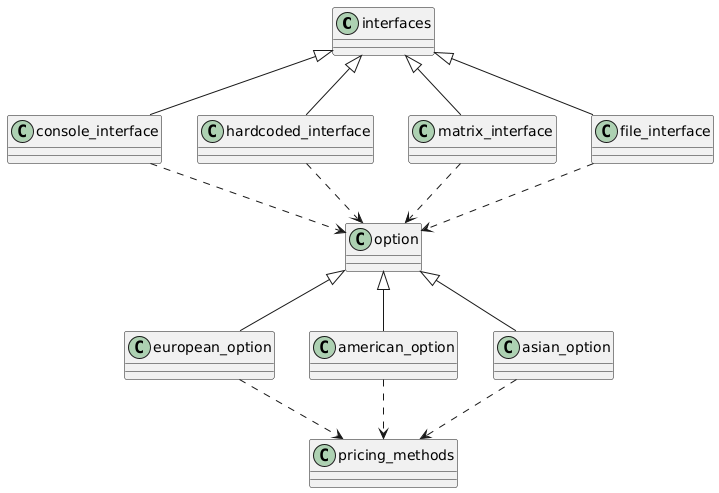 C interfaces
C console_interface
C hardcoded_interface
C matrix_interface
C file_interface
C option
C european_option
C american_option
C asian_option
C pricing_methods